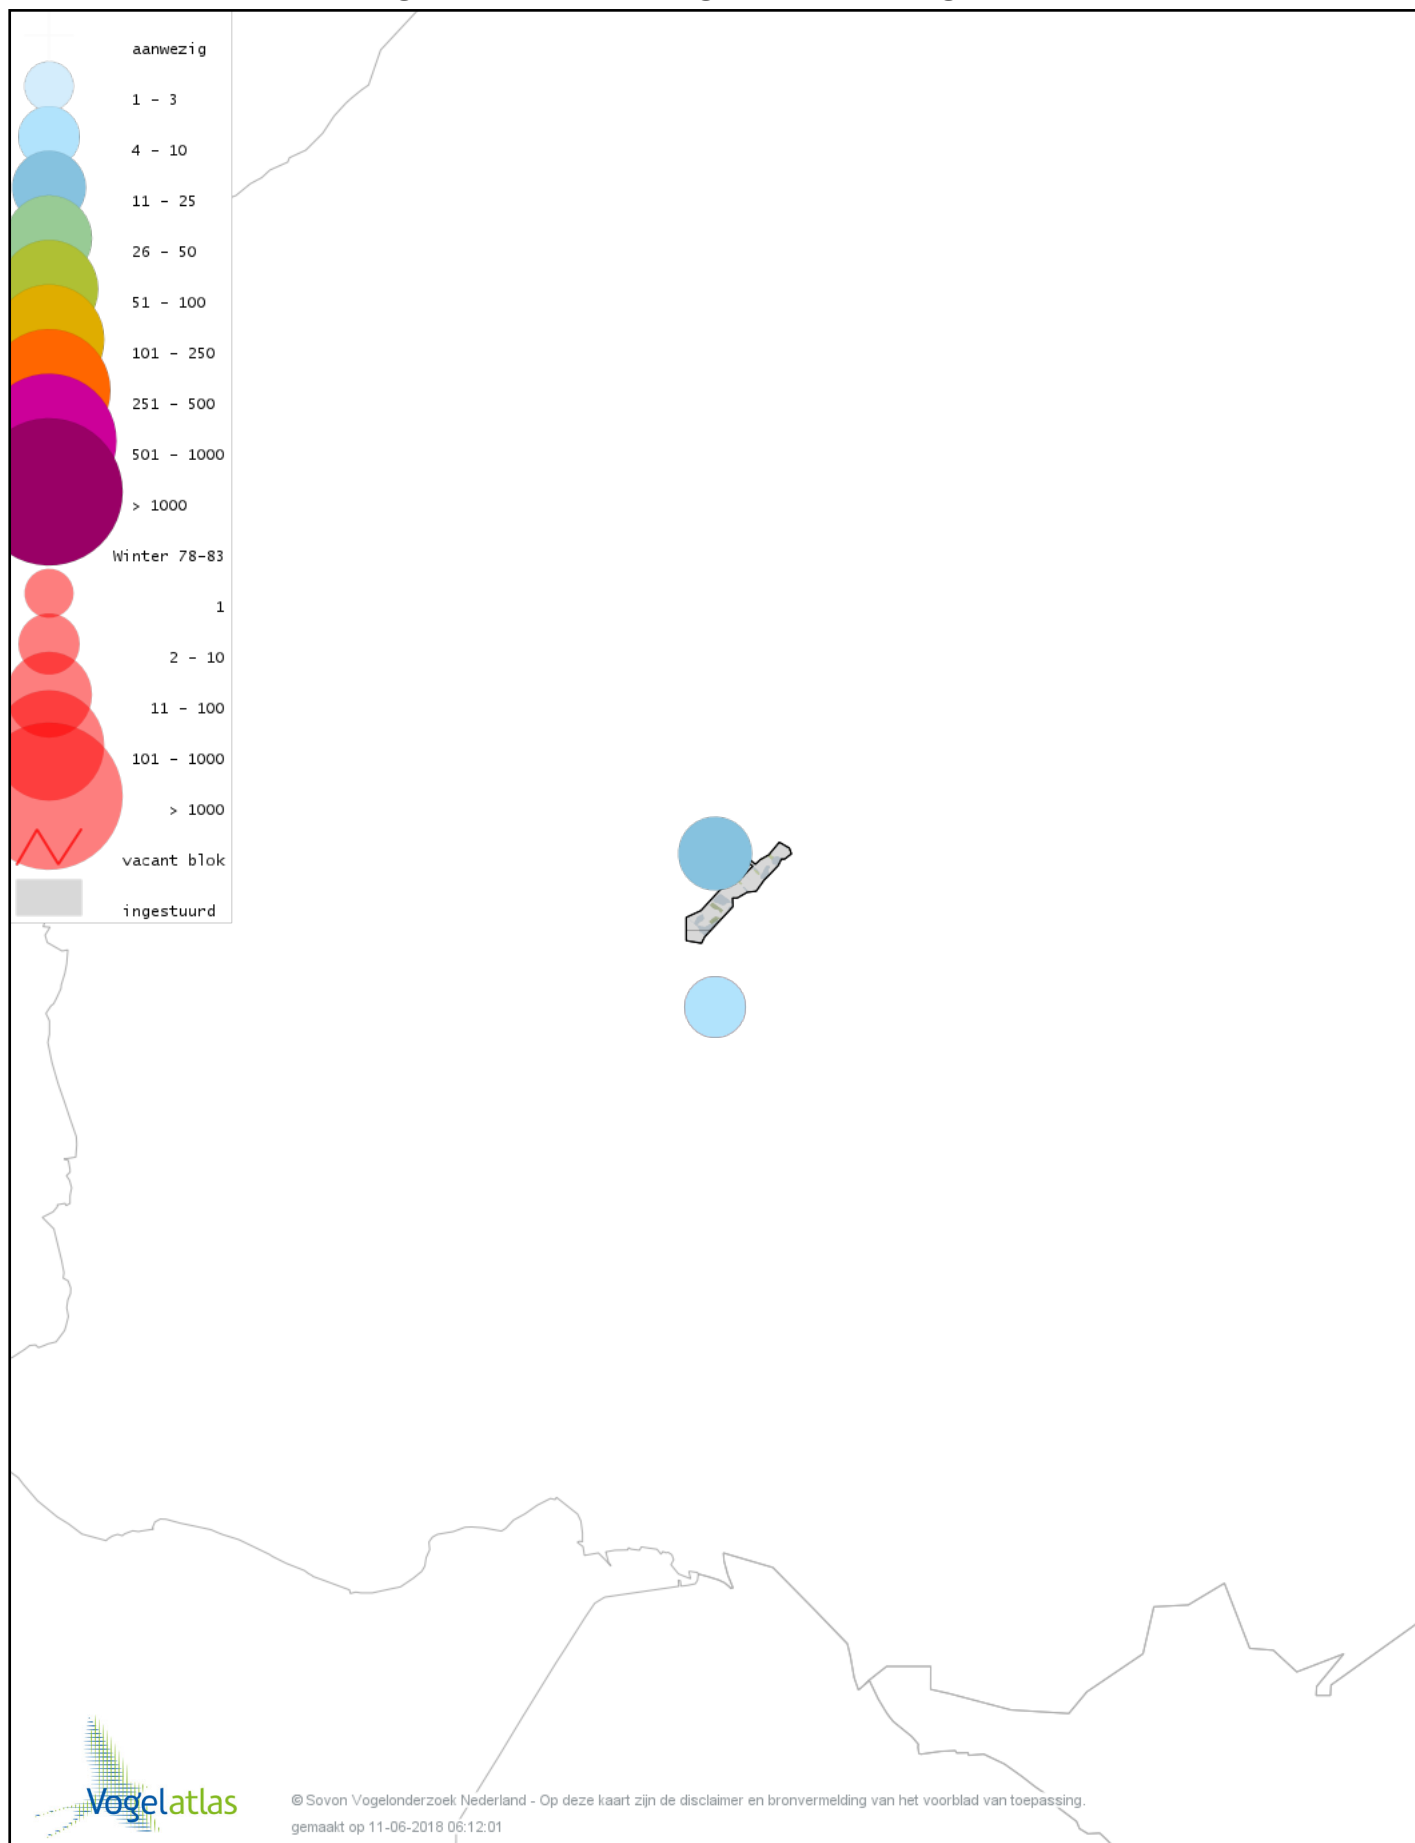 aanwezig
1 - 3
4 - 10
11 - 25
26 - 50
51 - 100
101 - 250
251 - 500
501 - 1000
> 1000
Winter 78-83
1
2 - 10
11 - 100
101 - 1000
> 1000
vacant blok
ingestuurd
Vogelatlas
© Sovon Vogelonderzoek Nederland - Op deze kaart zijn de disclaimer en bronvermelding van het voorblad van toepassing.
gemaakt op 11-06-2018 06:12:01